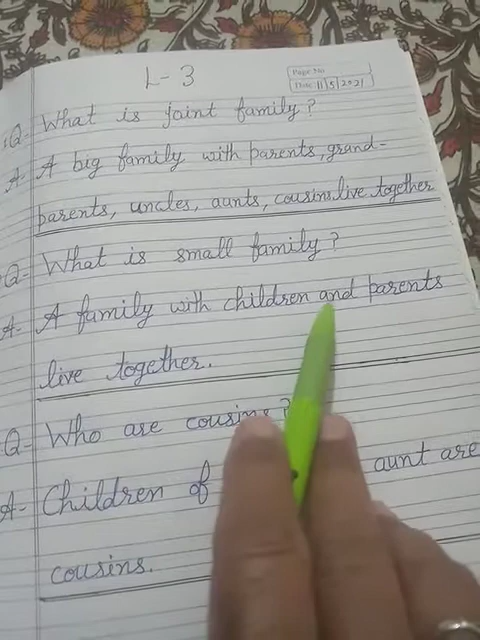 L-3
Page No
Date 11 5 2021
Q- What is joint family?
A A big family with parents, grand-
parents, uncles, aunts, cousins live together
Q- What is small family?
A- A family with children and parents
live together.
Q- Who are cousins?
A- Children of aunt are
cousins.